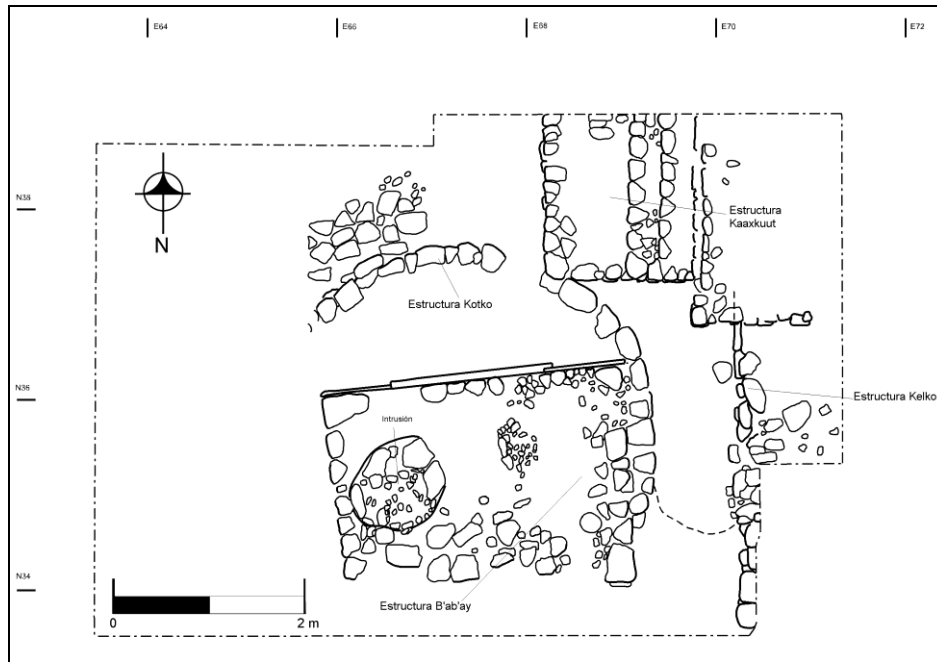 E64
E66
E68
E70
E72
N38
N
Estructura
Kaaxkuut
Estructura Kotko
N36
Estructura Kelko
Intrusión
N34
Estructura B'ab'ay
0
2 m